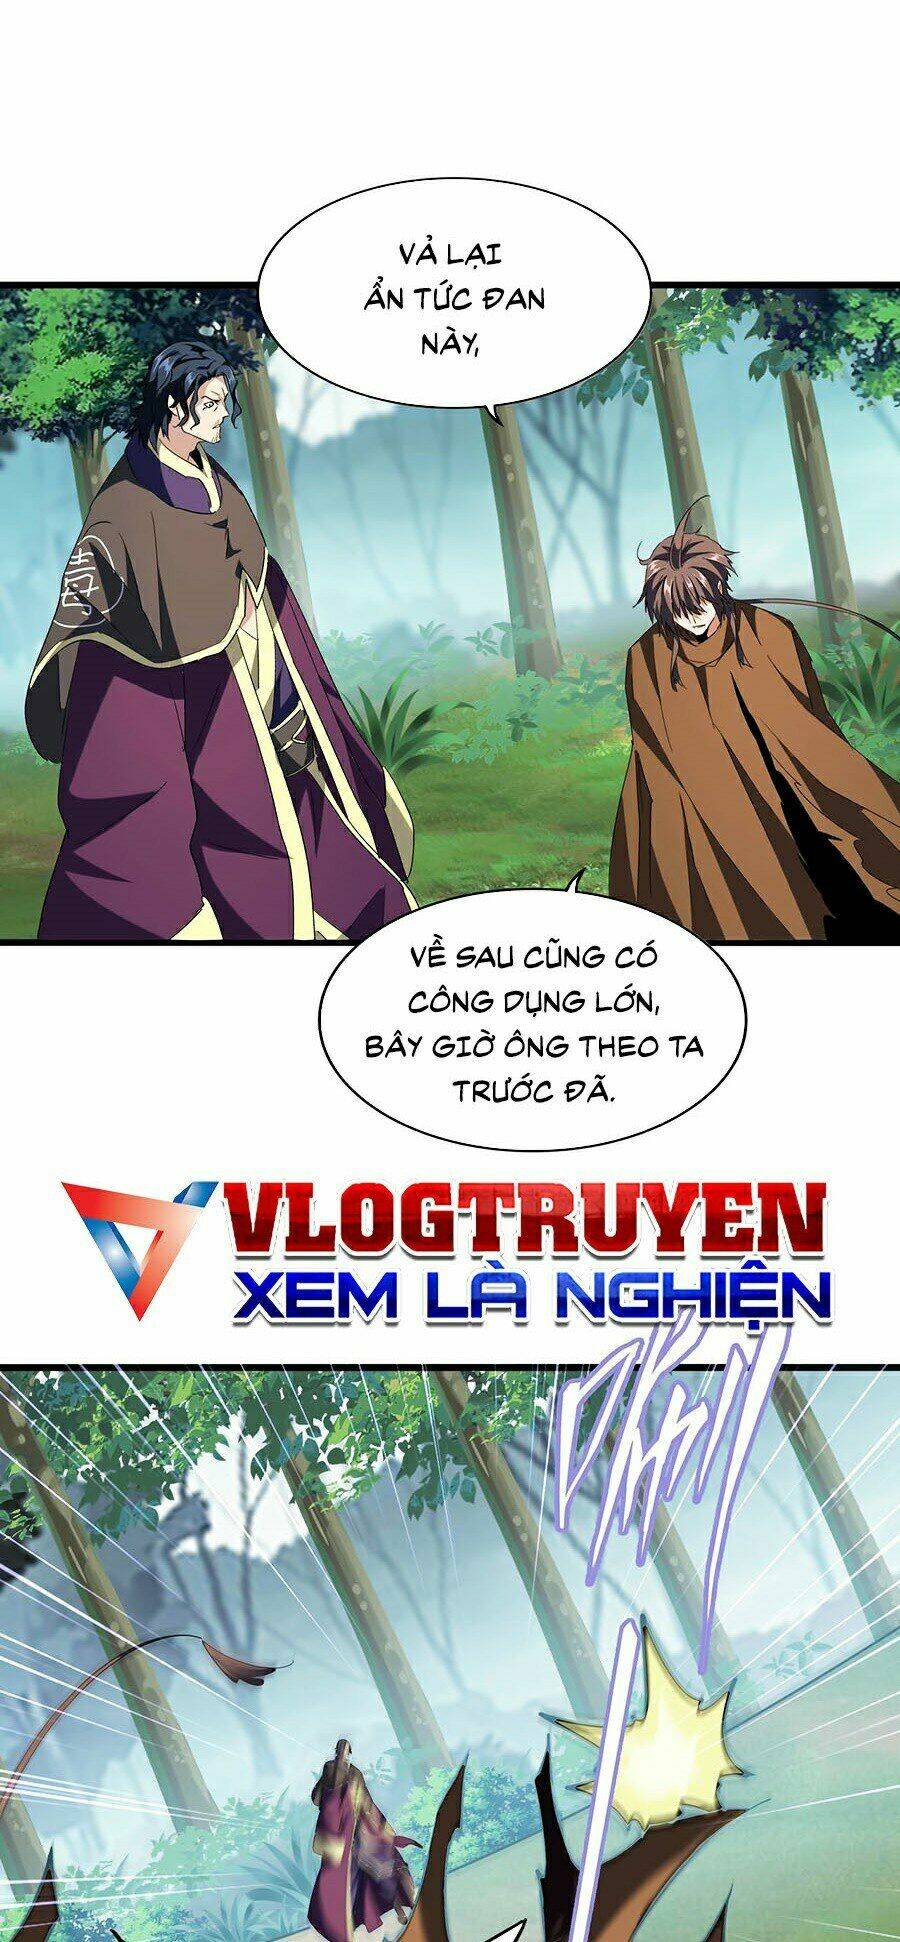 VẢ LẠI
ẨN TỨC ĐAN
NÀY,
VỀ SAU CŨNG CÓ
CÔNG DỤNG LỚN,
BÂY GIỜ ÔNG THEO TA
TRƯỚC ĐÃ.
VLOGTRUYEN
XEM LÀ NGHIỆN